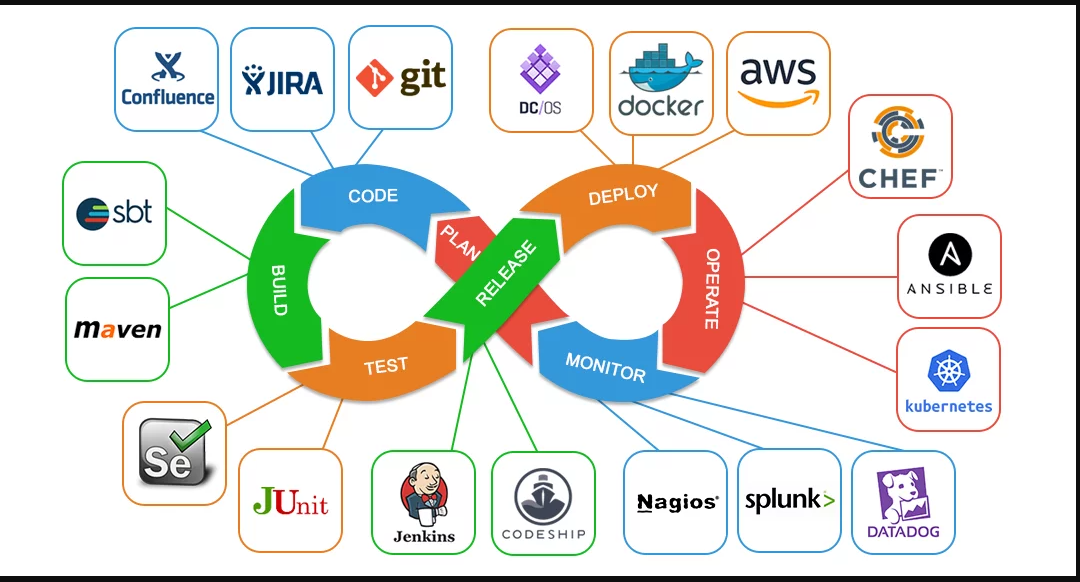 Confluence
JIRA
git
DC/OS
docker
aws
CHEF™
sbt
CODE
DEPLOY
PLAN
RELEASE
BUILD
OPERATE
ANSIBLE
maven
TEST
MONITOR
kubernetes
Se
JUnit
Jenkins
CODESHIP
Nagios®
splunk>
DATADOG